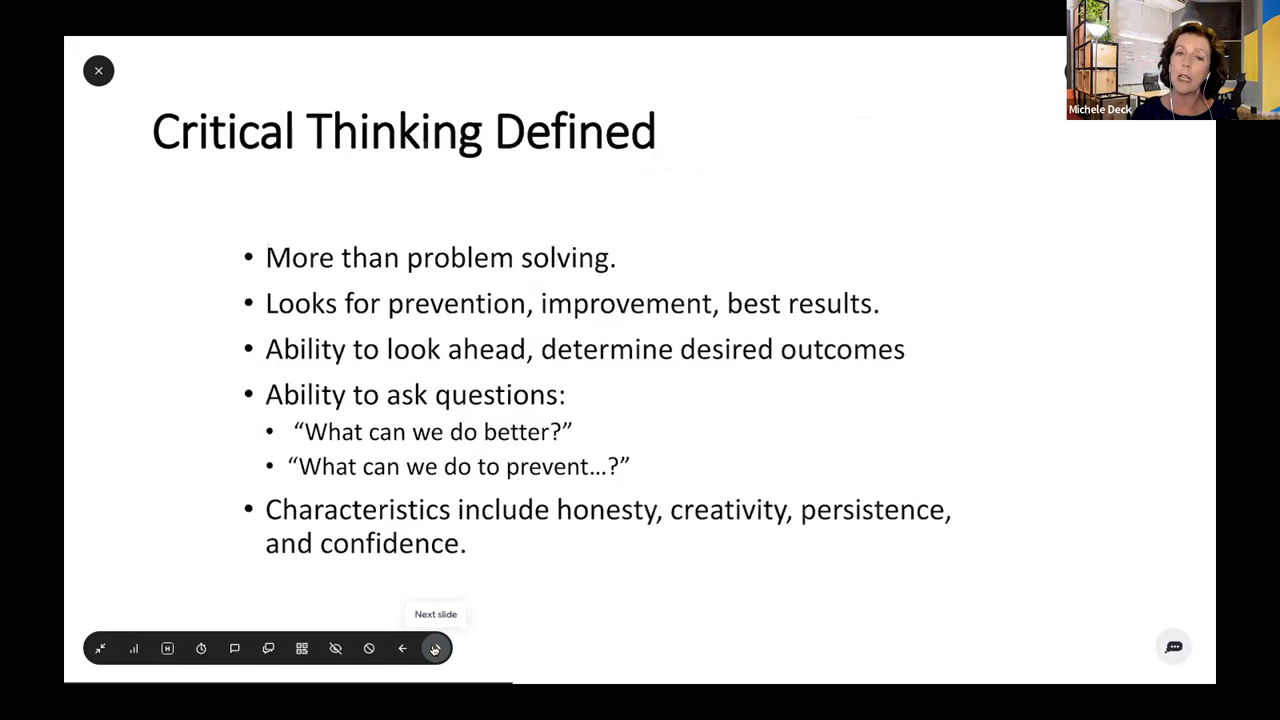 Michele Deck
Critical Thinking Defined
• More than problem solving.
• Looks for prevention, improvement, best results.
• Ability to look ahead, determine desired outcomes
• Ability to ask questions:
• “What can we do better?”
• “What can we do to prevent…?”
• Characteristics include honesty, creativity, persistence,
and confidence.
Next slide